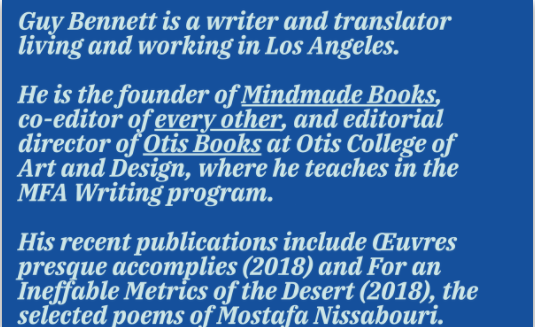 Guy Bennett is a writer and translator
living and working in Los Angeles.
He is the founder of Mindmade Books,
co-editor of every other, and editorial
director of Otis Books at Otis College of
Art and Design, where he teaches in the
MFA Writing program.
His recent publications include Œuvres
presque accomplies (2018) and For an
Ineffable Metrics of the Desert (2018), the
selected poems of Mostafa Nissabouri.